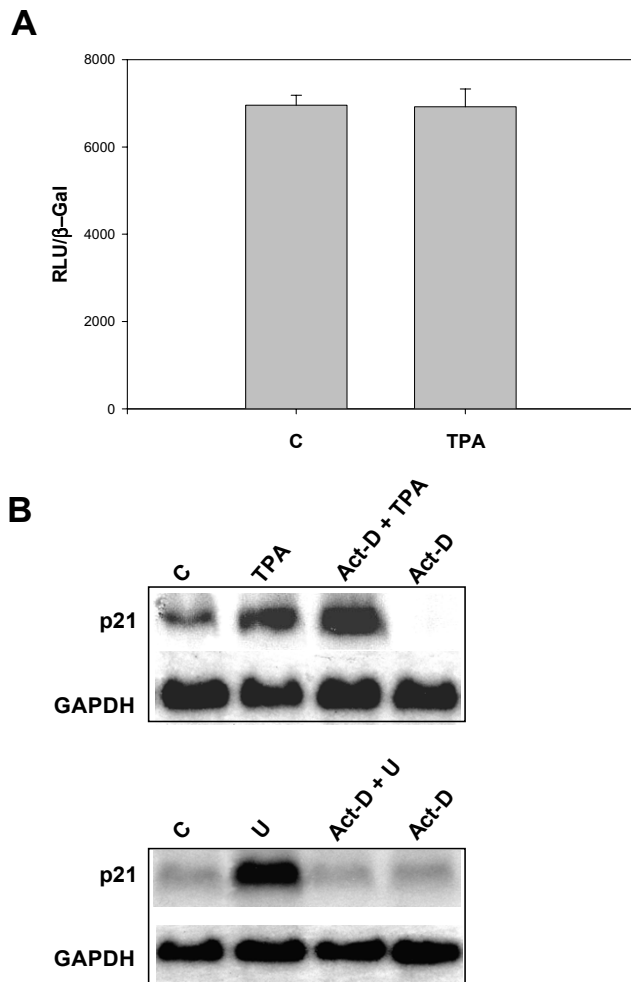 A
8000
6000
4000
2000
0
RLU/β–Gal
C TPA
B
C TPA Act-D + TPA Act-D
p21
GAPDH
C U Act-D + U Act-D
p21
GAPDH